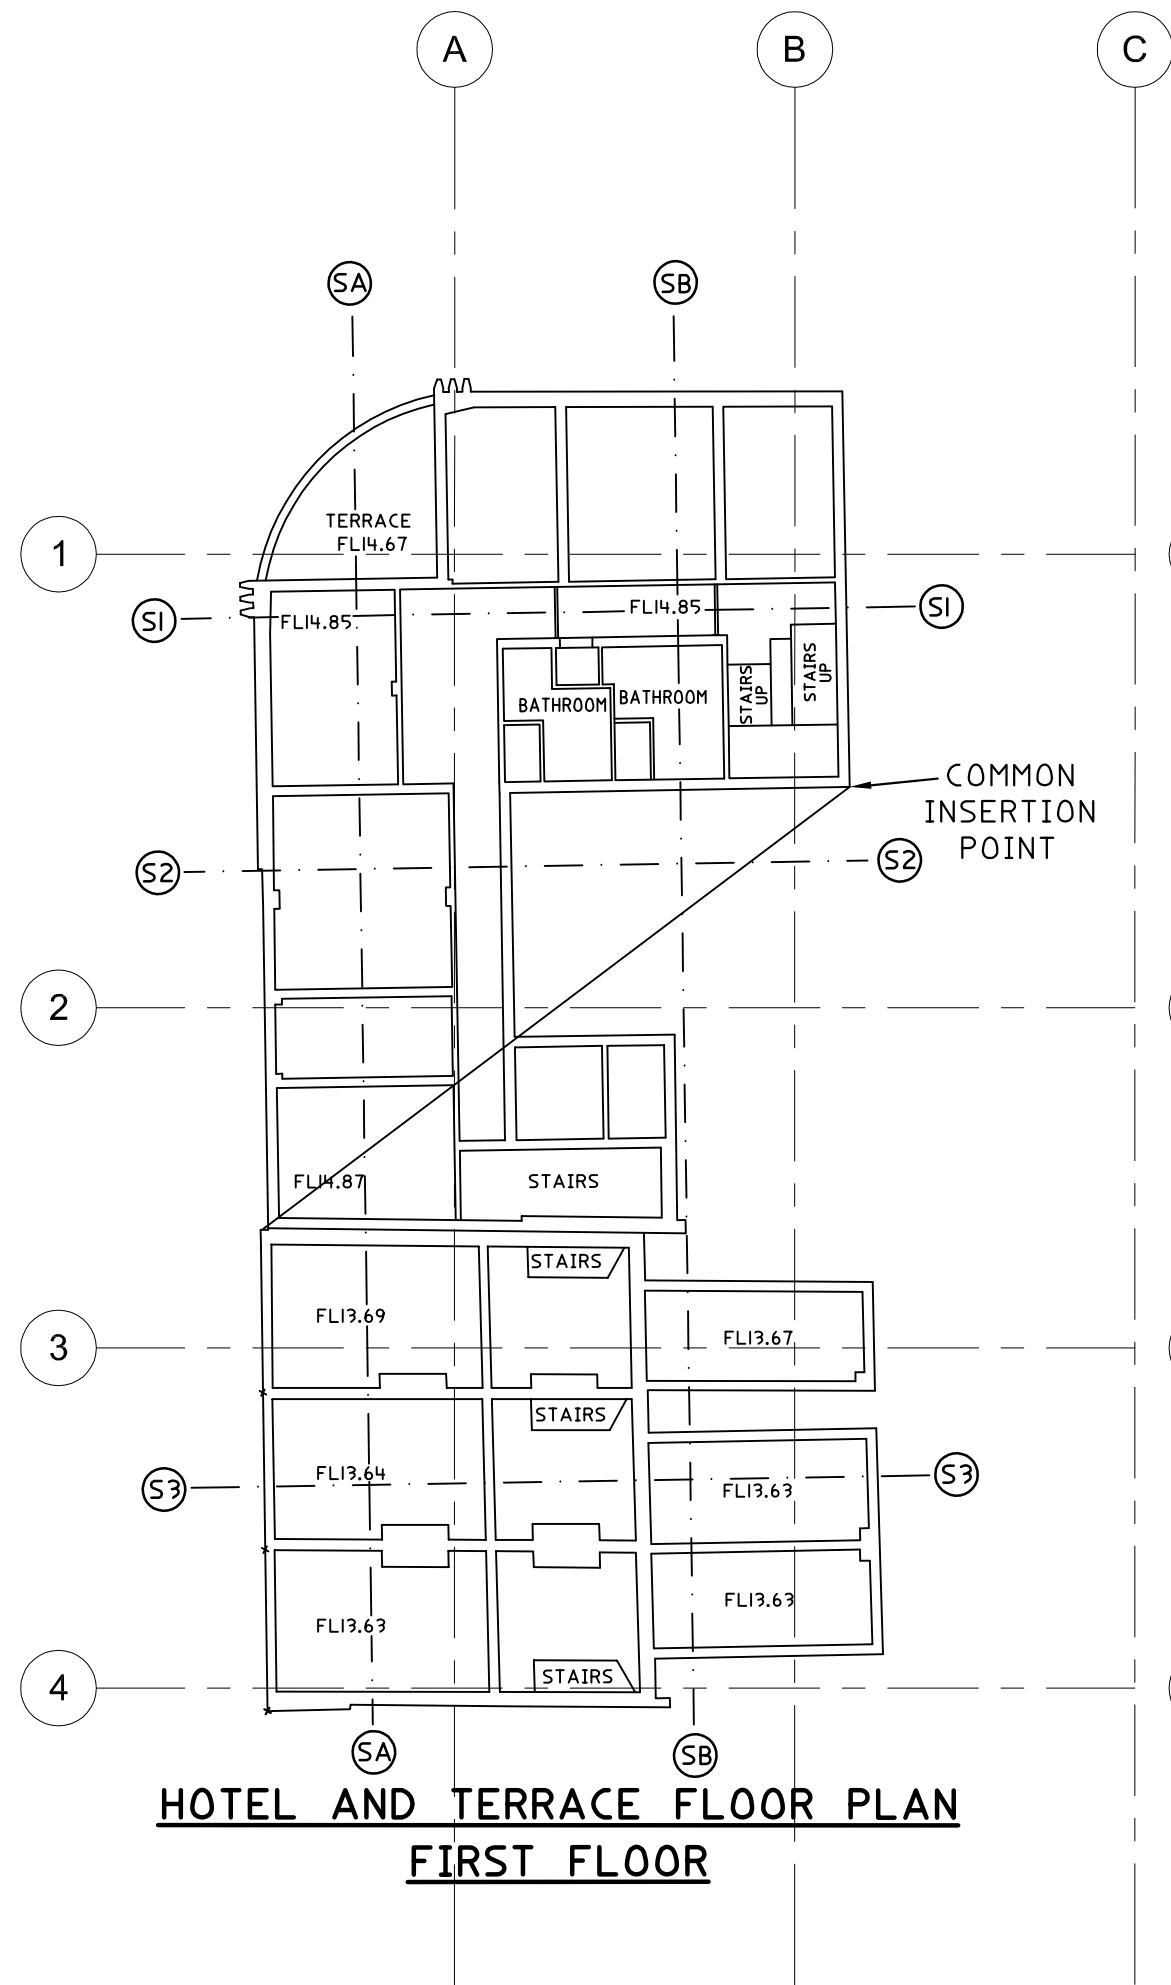 A
B
C
SA
SB
TERRACE
FL14.67
1
S1
FL14.85
FL14.85
S1
STAIRS
UP
STAIRS
UP
BATHROOM
BATHROOM
COMMON
INSERTION
POINT
S2
S2
2
FL14.87
STAIRS
STAIRS
FL13.69
FL13.67
3
STAIRS
FL13.64
FL13.63
S3
S3
FL13.63
FL13.63
STAIRS
4
SA
SB
HOTEL AND TERRACE FLOOR PLAN
FIRST FLOOR